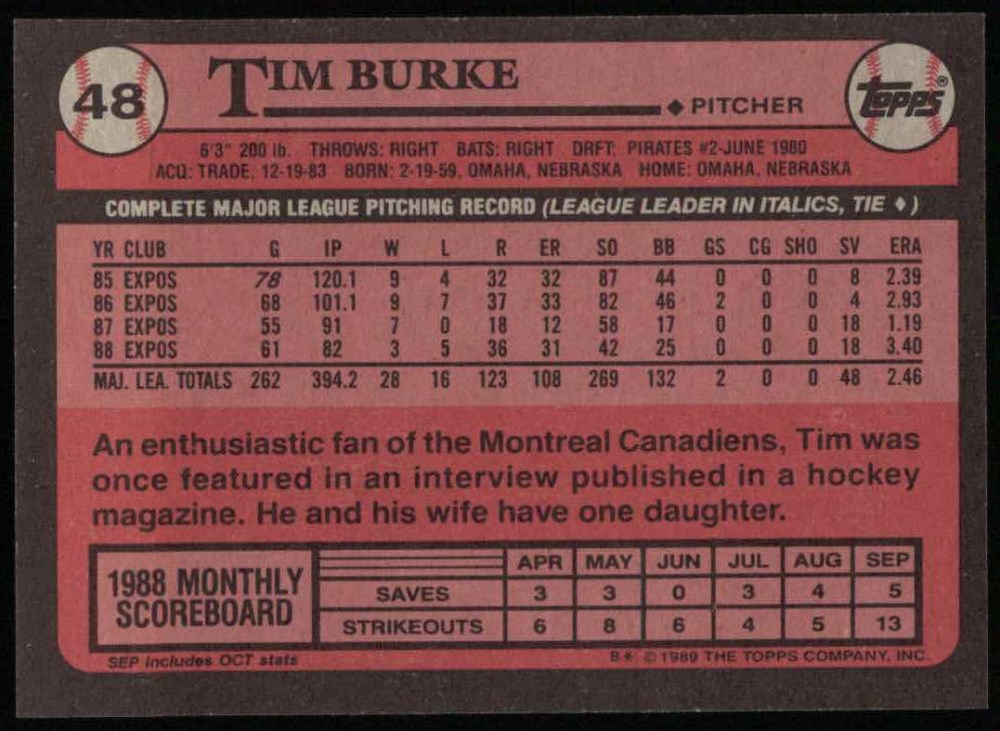 48 TIM BURKE Topps®
◆ PITCHER
6'3" 200 lb. THROWS: RIGHT BATS: RIGHT DRFT: PIRATES #2-JUNE 1980
ACQ: TRADE, 12-19-83 BORN: 2-19-59, OMAHA, NEBRASKA HOME: OMAHA, NEBRASKA
COMPLETE MAJOR LEAGUE PITCHING RECORD (LEAGUE LEADER IN ITALICS, TIE ♦)
YR CLUB G IP W L R ER SO BB GS CG SHO SV ERA
85 EXPOS 78 120.1 9 4 32 32 87 44 0 0 0 8 2.39
86 EXPOS 68 101.1 9 7 37 33 82 46 2 0 0 4 2.93
87 EXPOS 55 91 7 0 18 12 58 17 0 0 0 18 1.19
88 EXPOS 61 82 3 5 36 31 42 25 0 0 0 18 3.40
MAJ. LEA. TOTALS 262 394.2 28 16 123 108 269 132 2 0 0 48 2.46
An enthusiastic fan of the Montreal Canadiens, Tim was
once featured in an interview published in a hockey
magazine. He and his wife have one daughter.
1988 MONTHLY
SCOREBOARD
APR MAY JUN JUL AUG SEP
SAVES 3 3 0 3 4 5
STRIKEOUTS 6 8 6 4 5 13
SEP includes OCT stats
B* © 1989 THE TOPPS COMPANY, INC.